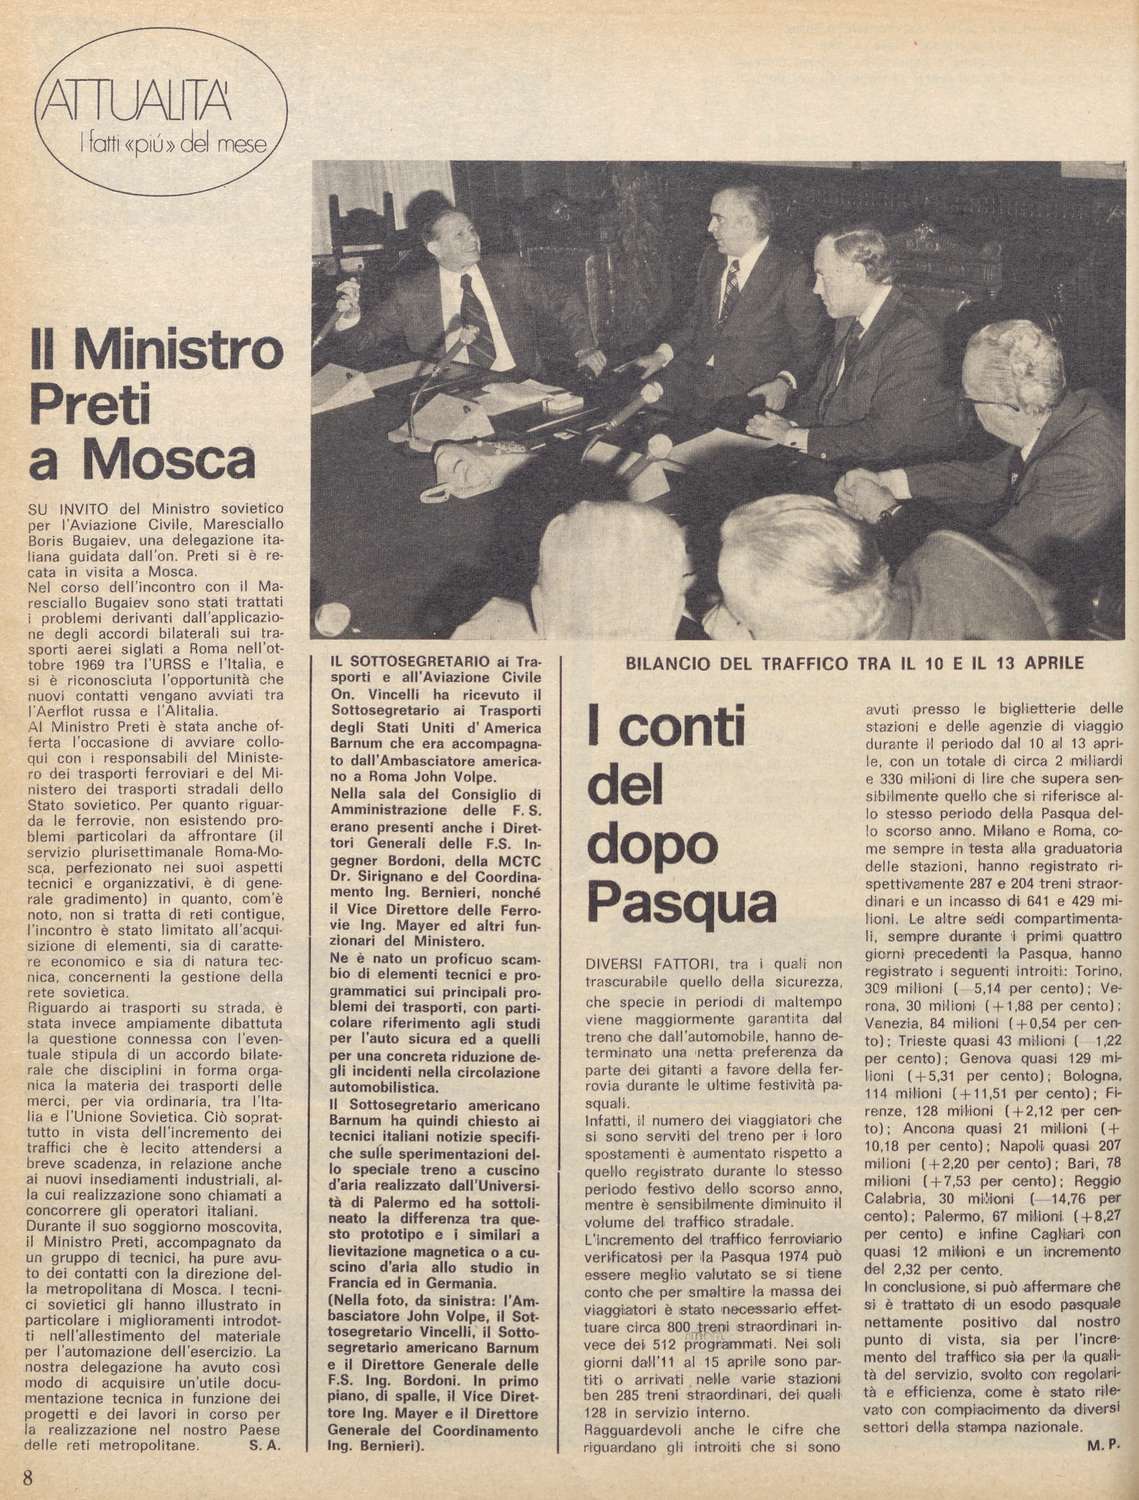 ATTUALITA'
I fatti «più» del mese
Il Ministro
Preti
a Mosca
SU INVITO del Ministro sovietico
per l'Aviazione Civile, Maresciallo
Boris Bugaiev, una delegazione ita-
liana guidata dall'on. Preti si è re-
cata in visita a Mosca.
Nel corso dell'incontro con il Ma-
resciallo Bugaiev sono stati trattati
i problemi derivanti dall'applicazio-
ne degli accordi bilaterali sui tra-
sporti aerei siglati a Roma nell'ot-
tobre 1969 tra l'URSS e l'Italia, e
si è riconosciuta l'opportunità che
nuovi contatti vengano avviati tra
l'Aerflot russa e l'Alitalia.
Al Ministro Preti è stata anche of-
ferta l'occasione di avviare collo-
qui con i responsabili del Ministe-
ro dei trasporti ferroviari e del Mi-
nistero dei trasporti stradali dello
Stato sovietico. Per quanto riguar-
da le ferrovie, non esistendo pro-
blemi particolari da affrontare (il
servizio plurisettimanale Roma-Mo-
sca, perfezionato nei suoi aspetti
tecnici e organizzativi, è di gene-
rale gradimento) in quanto, com'è
noto, non si tratta di reti contigue,
l'incontro è stato limitato all'acqui-
sizione di elementi, sia di caratte-
re economico e sia di natura tec-
nica, concernenti la gestione della
rete sovietica.
Riguardo ai trasporti su strada, è
stata invece ampiamente dibattuta
la questione connessa con l'even-
tuale stipula di un accordo bilate-
rale che disciplini in forma orga-
nica la materia dei trasporti delle
merci, per via ordinaria, tra l'Ita-
lia e l'Unione Sovietica. Ciò soprat-
tutto in vista dell'incremento dei
traffici che è lecito attendersi a
breve scadenza, in relazione anche
ai nuovi insediamenti industriali, al-
la cui realizzazione sono chiamati a
concorrere gli operatori italiani.
Durante il suo soggiorno moscovita,
il Ministro Preti, accompagnato da
un gruppo di tecnici, ha pure avu-
to dei contatti con la direzione del-
la metropolitana di Mosca. I tecni-
ci sovietici gli hanno illustrato in
particolare i miglioramenti introdot-
ti nell'allestimento del materiale
per l'automazione dell'esercizio. La
nostra delegazione ha avuto così
modo di acquisire un'utile docu-
mentazione tecnica in funzione dei
progetti e dei lavori in corso per
la realizzazione nel nostro Paese
delle reti metropolitane. S. A.
IL SOTTOSEGRETARIO ai Tra-
sporti e all'Aviazione Civile
On. Vincelli ha ricevuto il
Sottosegretario ai Trasporti
degli Stati Uniti d'America
Barnum che era accompagna-
to dall'Ambasciatore america-
no a Roma John Volpe.
Nella sala del Consiglio di
Amministrazione delle F.S.
erano presenti anche i Diret-
tori Generali delle F.S. In-
gegner Bordoni, della MCTC
Dr. Sirignano e del Coordina-
mento Ing. Bernieri, nonché
il Vice Direttore delle Ferro-
vie Ing. Mayer ed altri fun-
zionari del Ministero.
Ne è nato un proficuo scam-
bio di elementi tecnici e pro-
grammatici sui principali pro-
blemi dei trasporti, con parti-
colare riferimento agli studi
per l'auto sicura ed a quelli
per una concreta riduzione de-
gli incidenti nella circolazione
automobilistica.
Il Sottosegretario americano
Barnum ha quindi chiesto ai
tecnici italiani notizie specifi-
che sulle sperimentazioni del-
lo speciale treno a cuscino
d'aria realizzato dall'Universi-
tà di Palermo ed ha sottoli-
neato la differenza tra que-
sto prototipo e i similari a
lievitazione magnetica o a cu-
scino d'aria allo studio in
Francia ed in Germania.
(Nella foto, da sinistra: l'Am-
basciatore John Volpe, il Sot-
tosegretario Vincelli, il Sotto-
segretario americano Barnum
e il Direttore Generale delle
F.S. Ing. Bordoni. In primo
piano, di spalle, il Vice Diret-
tore Ing. Mayer e il Direttore
Generale del Coordinamento
Ing. Bernieri).
BILANCIO DEL TRAFFICO TRA IL 10 E IL 13 APRILE
I conti
del
dopo
Pasqua
DIVERSI FATTORI, tra i quali non
trascurabile quello della sicurezza,
che specie in periodi di maltempo
viene maggiormente garantita dal
treno che dall'automobile, hanno de-
terminato una netta preferenza da
parte dei gitanti a favore della fer-
rovia durante le ultime festività pa-
squali.
Infatti, il numero dei viaggiatori che
si sono serviti del treno per i loro
spostamenti è aumentato rispetto a
quello registrato durante lo stesso
periodo festivo dello scorso anno,
mentre è sensibilmente diminuito il
volume del traffico stradale.
L'incremento del traffico ferroviario
verificatosi per la Pasqua 1974 può
essere meglio valutato se si tiene
conto che per smaltire la massa dei
viaggiatori è stato necessario effet-
tuare circa 800 treni straordinari in-
vece dei 512 programmati. Nei soli
giorni dall'11 al 15 aprile sono par-
titi o arrivati nelle varie stazioni
ben 285 treni straordinari, dei quali
128 in servizio interno.
Ragguardevoli anche le cifre che
riguardano gli introiti che si sono
avuti presso le biglietterie delle
stazioni e delle agenzie di viaggio
durante il periodo dal 10 al 13 apri-
le, con un totale di circa 2 miliardi
e 330 milioni di lire che supera sen-
sibilmente quello che si riferisce al-
lo stesso periodo della Pasqua del-
lo scorso anno. Milano e Roma, co-
me sempre in testa alla graduatoria
delle stazioni, hanno registrato ri-
spettivamente 287 e 204 treni straor-
dinari e un incasso di 641 e 429 mi-
lioni. Le altre sedi compartimenta-
li, sempre durante i primi quattro
giorni precedenti la Pasqua, hanno
registrato i seguenti introiti: Torino,
309 milioni (—5,14 per cento); Ve-
rona, 30 milioni (+1,88 per cento);
Venezia, 84 milioni (+0,54 per cen-
to); Trieste quasi 43 milioni (—1,22
per cento); Genova quasi 129 mi-
lioni (+5,31 per cento); Bologna,
114 milioni (+11,51 per cento); Fi-
renze, 128 milioni (+2,12 per cen-
to); Ancona quasi 21 milioni (+
10,18 per cento); Napoli quasi 207
milioni (+2,20 per cento); Bari, 78
milioni (+7,53 per cento); Reggio
Calabria, 30 milioni (—14,76 per
cento); Palermo, 67 milioni (+8,27
per cento) e infine Cagliari con
quasi 12 milioni e un incremento
del 2,32 per cento.
In conclusione, si può affermare che
si è trattato di un esodo pasquale
nettamente positivo dal nostro
punto di vista, sia per l'incre-
mento del traffico sia per la quali-
tà del servizio, svolto con regolari-
tà e efficienza, come è stato rile-
vato con compiacimento da diversi
settori della stampa nazionale.
M. P.
8